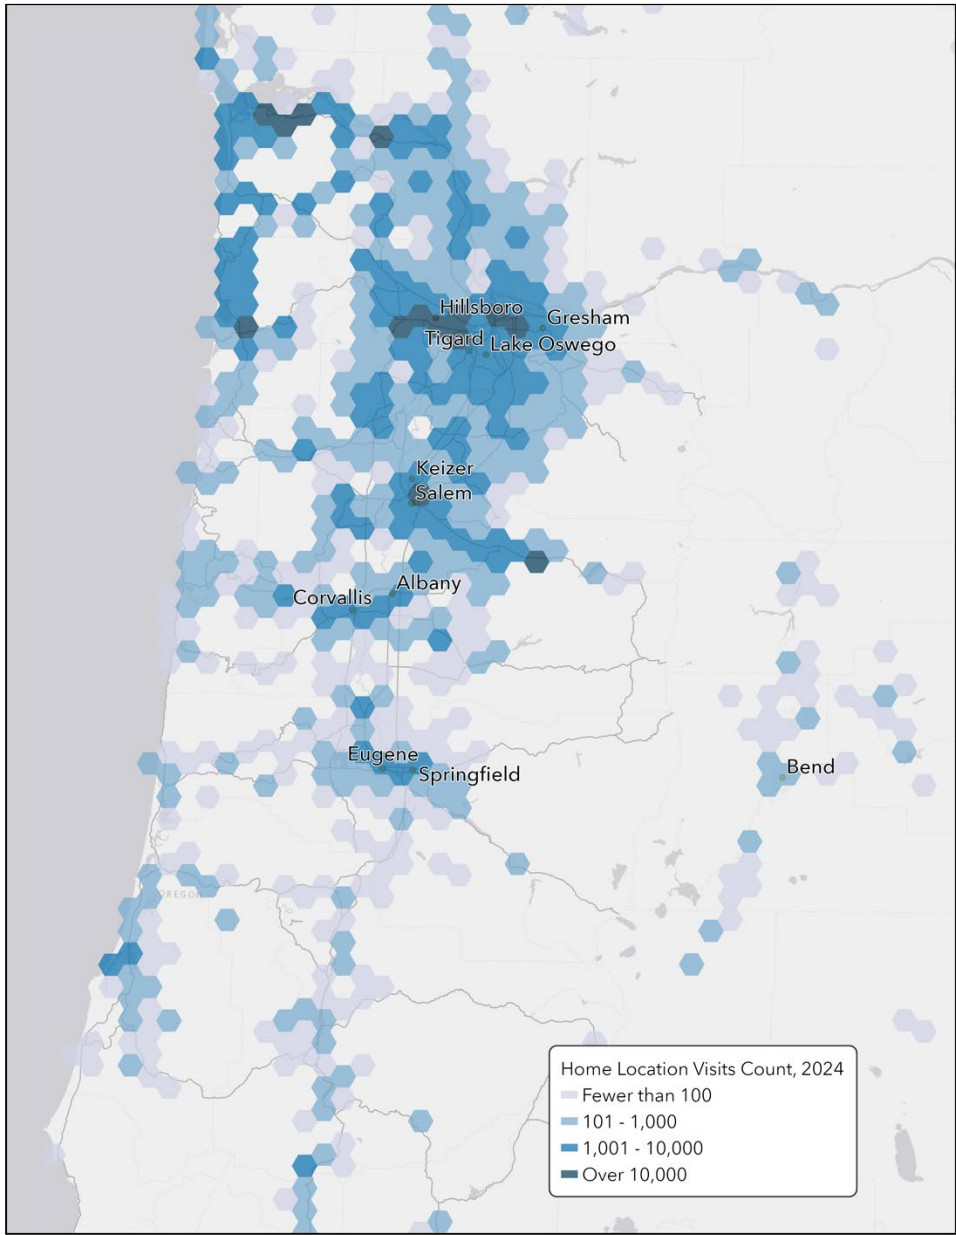 Hillsboro
Gresham
Tigard
Lake Oswego
Keizer
Salem
Albany
Corvallis
Eugene
Springfield
Bend
OREGON
Home Location Visits Count, 2024
Fewer than 100
101 - 1,000
1,001 - 10,000
Over 10,000